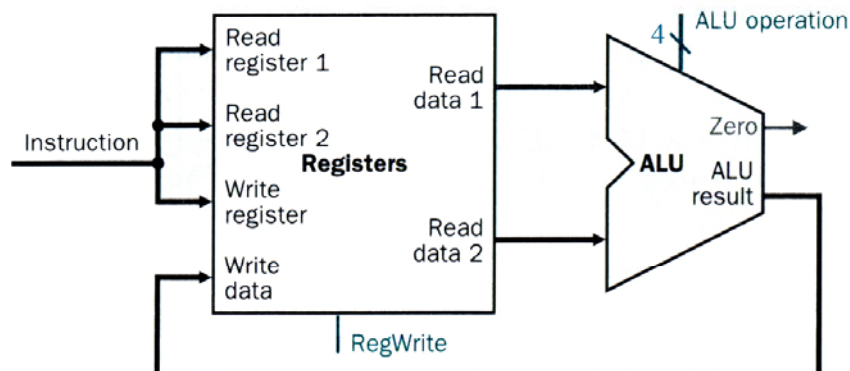 Instruction
Read
register 1
Read
register 2
Write
register
Write
data
Registers
Read
data 1
Read
data 2
RegWrite
4
ALU operation
ALU
Zero
ALU
result